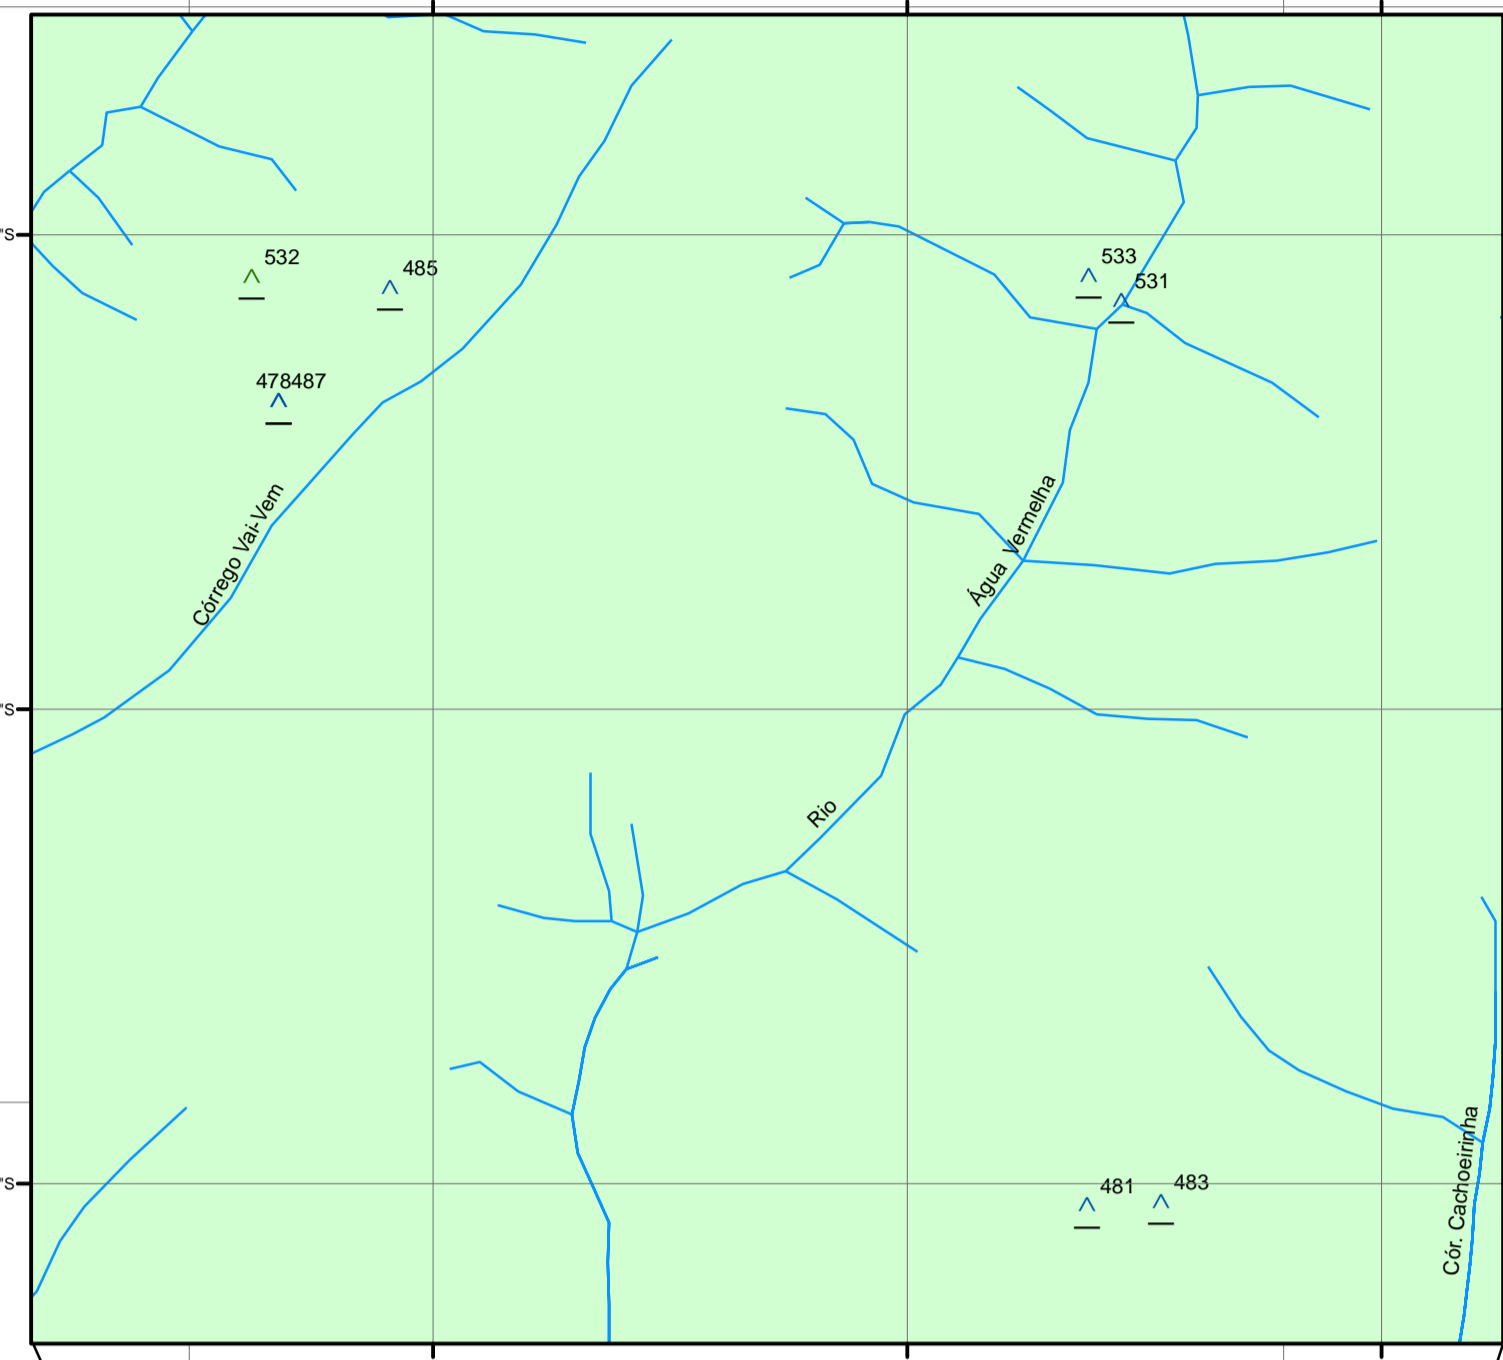 "S
532
485
533
531
478487
Córrego Vai-Vem
Água Vermelha
"S
Rio
"S
481
483
Cór. Cachoeirinha